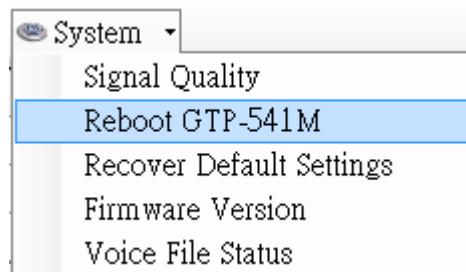 System
Signal Quality
Reboot GTP-541M
Recover Default Settings
Firmware Version
Voice File Status